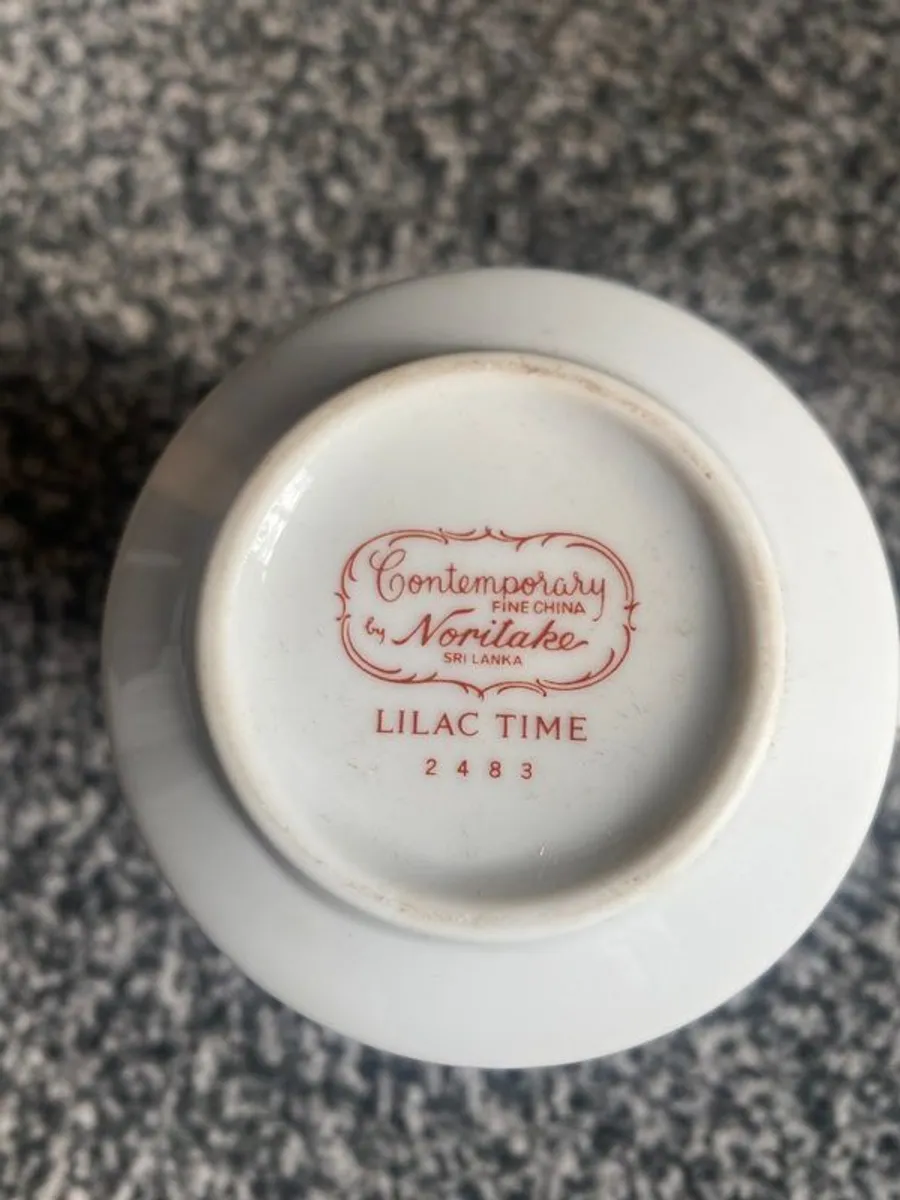 Contemporary
FINE CHINA
by Noritake
SRI LANKA
LILAC TIME
2483